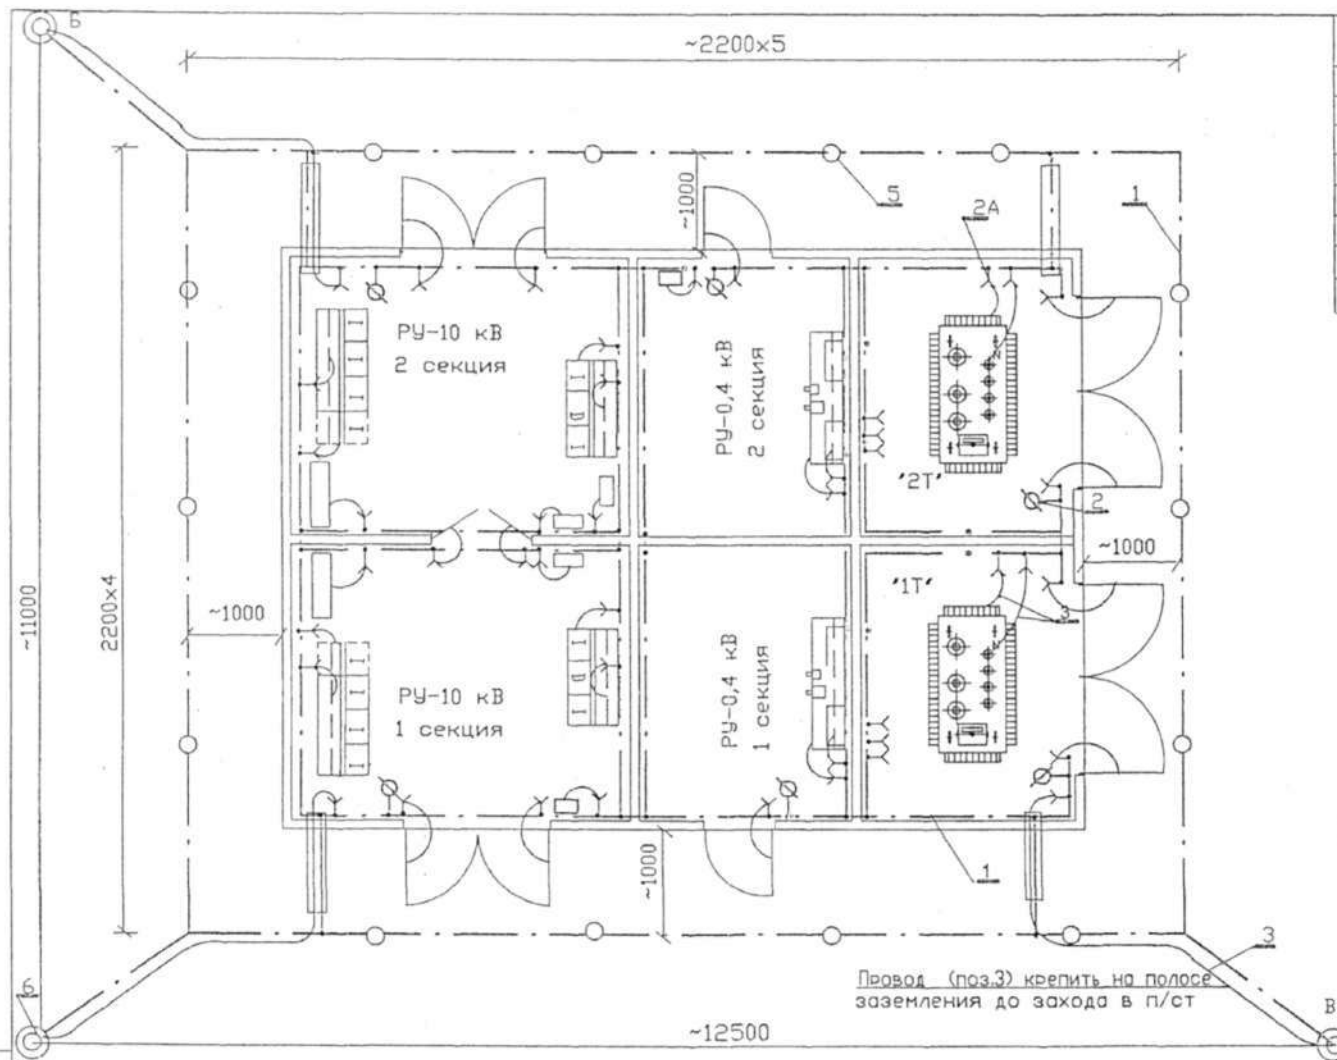 Б
~2200х5
~1000
5
2А
1
РУ-10 кВ
2 секция
РУ-0,4 кВ
2 секция
"2Т"
2
~1000
~11000
2200х4
~1000
"1Т"
3
РУ-10 кВ
1 секция
РУ-0,4 кВ
1 секция
~1000
1
3
Провод (поз.3) крепить на полосе
заземления до захода в п/ст
6
~12500
В